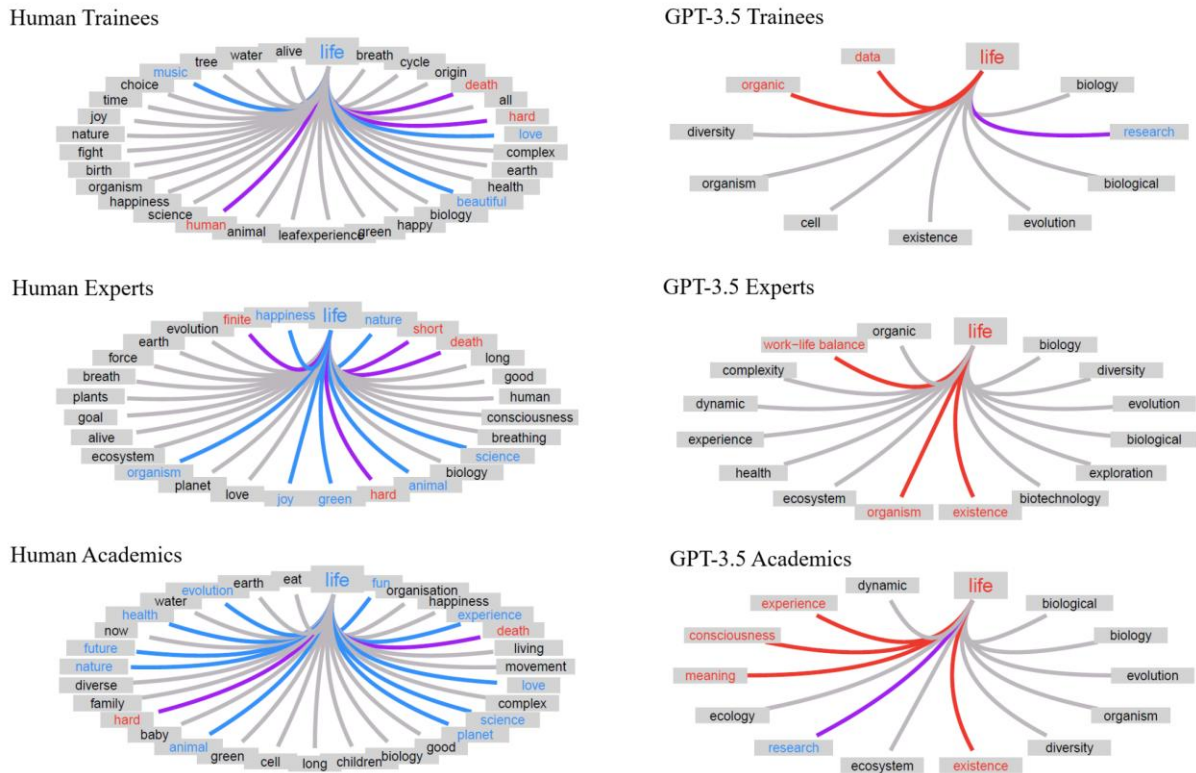 Human Trainees
life
breath
cycle
origin
death
all
hard
love
complex
earth
health
beautiful
biology
happy
green
experience
leaf
animal
human
science
happiness
organism
birth
fight
nature
joy
time
choice
music
tree
water
alive
GPT-3.5 Trainees
life
biology
research
biological
evolution
existence
cell
organism
diversity
organic
data
Human Experts
life
nature
short
death
long
good
human
consciousness
breathing
science
biology
animal
hard
green
joy
love
planet
organism
ecosystem
alive
goal
plants
breath
force
earth
evolution
finite
happiness
GPT-3.5 Experts
life
biology
diversity
evolution
biological
exploration
biotechnology
existence
organism
ecosystem
health
experience
dynamic
complexity
work-life balance
organic
Human Academics
life
fun
organisation
happiness
experience
death
living
movement
love
complex
science
planet
good
biology
children
long
cell
green
animal
baby
hard
family
diverse
nature
future
now
health
water
evolution
earth
eat
GPT-3.5 Academics
life
biological
biology
evolution
organism
diversity
existence
ecosystem
research
ecology
meaning
consciousness
experience
dynamic